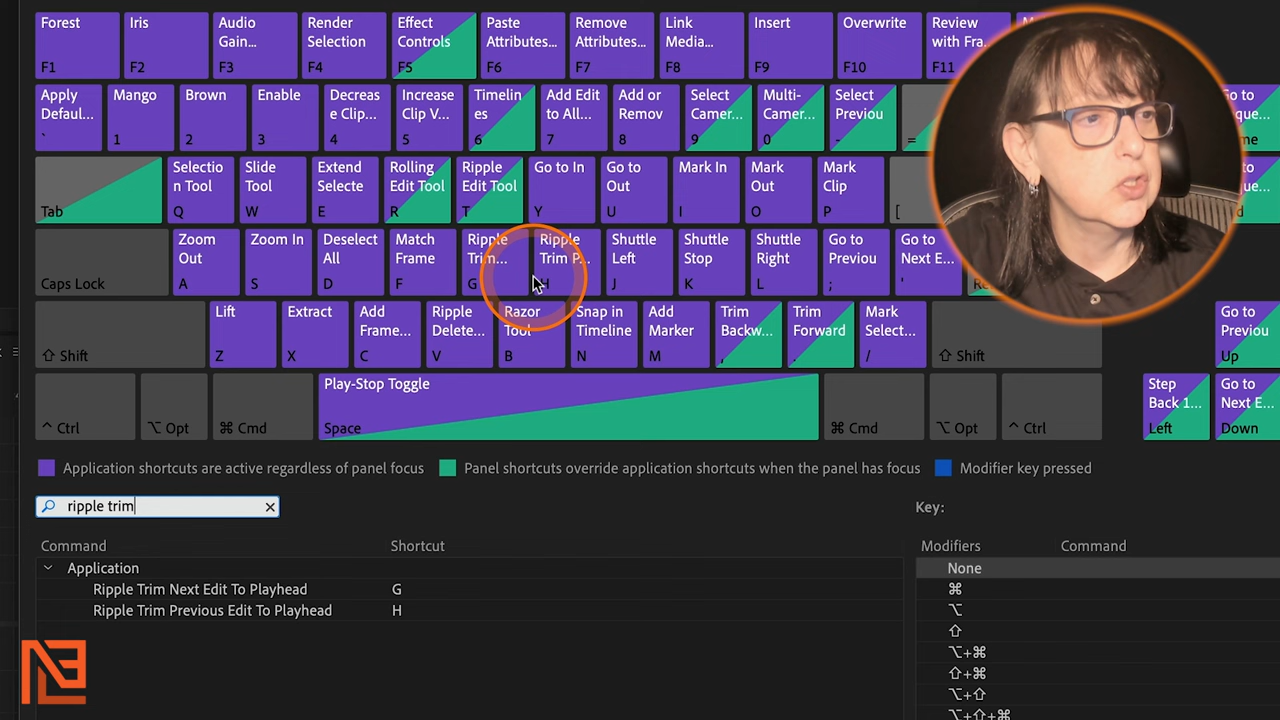 Forest
Iris
Audio
Gain...
Render
Selection
Effect
Controls
Paste
Attributes...
Remove
Attributes...
Link
Media...
Insert
Overwrite
Review
with Fra...
F1
F2
F3
F4
F5
F6
F7
F8
F9
F10
F11
Apply
Defaul...
Mango
Brown
Enable
Decreas
e Clip...
Increase
Clip V...
Timelin
es
Add Edit
to All...
Add or
Remov
Select
Camer...
Multi-
Camer...
Select
Previou
`
1
2
3
4
5
6
7
8
9
0
-
=
Tab
Selectio
n Tool
Slide
Tool
Extend
Selecte
Rolling
Edit Tool
Ripple
Edit Tool
Go to In
Go to
Out
Mark In
Mark
Out
Mark
Clip
Q
W
E
R
T
Y
U
I
O
P
[
Caps Lock
Zoom
Out
Zoom In
Deselect
All
Match
Frame
Ripple
Trim...
Ripple
Trim P...
Shuttle
Left
Shuttle
Stop
Shuttle
Right
Go to
Previou
Go to
Next E...
A
S
D
F
G
H
J
K
L
;
'
⇧ Shift
Lift
Extract
Add
Frame...
Ripple
Delete...
Razor
Tool
Snap in
Timeline
Add
Marker
Trim
Backw...
Trim
Forward
Mark
Select...
Z
X
C
V
B
N
M
,
.
/
⇧ Shift
Go to
Previou
Up
^ Ctrl
⌥ Opt
⌘ Cmd
Play-Stop Toggle
Space
⌘ Cmd
⌥ Opt
^ Ctrl
Step
Back 1...
Left
Go to
Next E...
Down
Application shortcuts are active regardless of panel focus
Panel shortcuts override application shortcuts when the panel has focus
Modifier key pressed
ripple trim
Key:
Command Shortcut
Modifiers Command
Application
None
Ripple Trim Next Edit To Playhead G
⌘
Ripple Trim Previous Edit To Playhead H
⌥
⇧
⌥+⌘
⇧+⌘
⌥+⇧
⌥+⇧+⌘